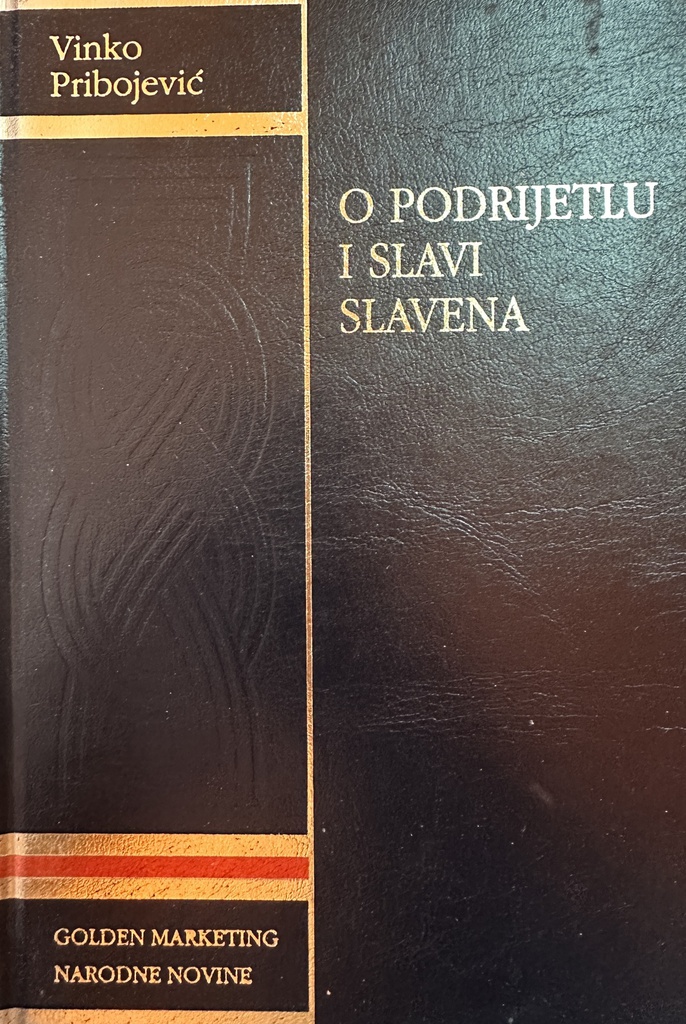 Vinko
Pribojević
O PODRIJETLU
I SLAVI
SLAVENA
GOLDEN MARKETING
NARODNE NOVINE